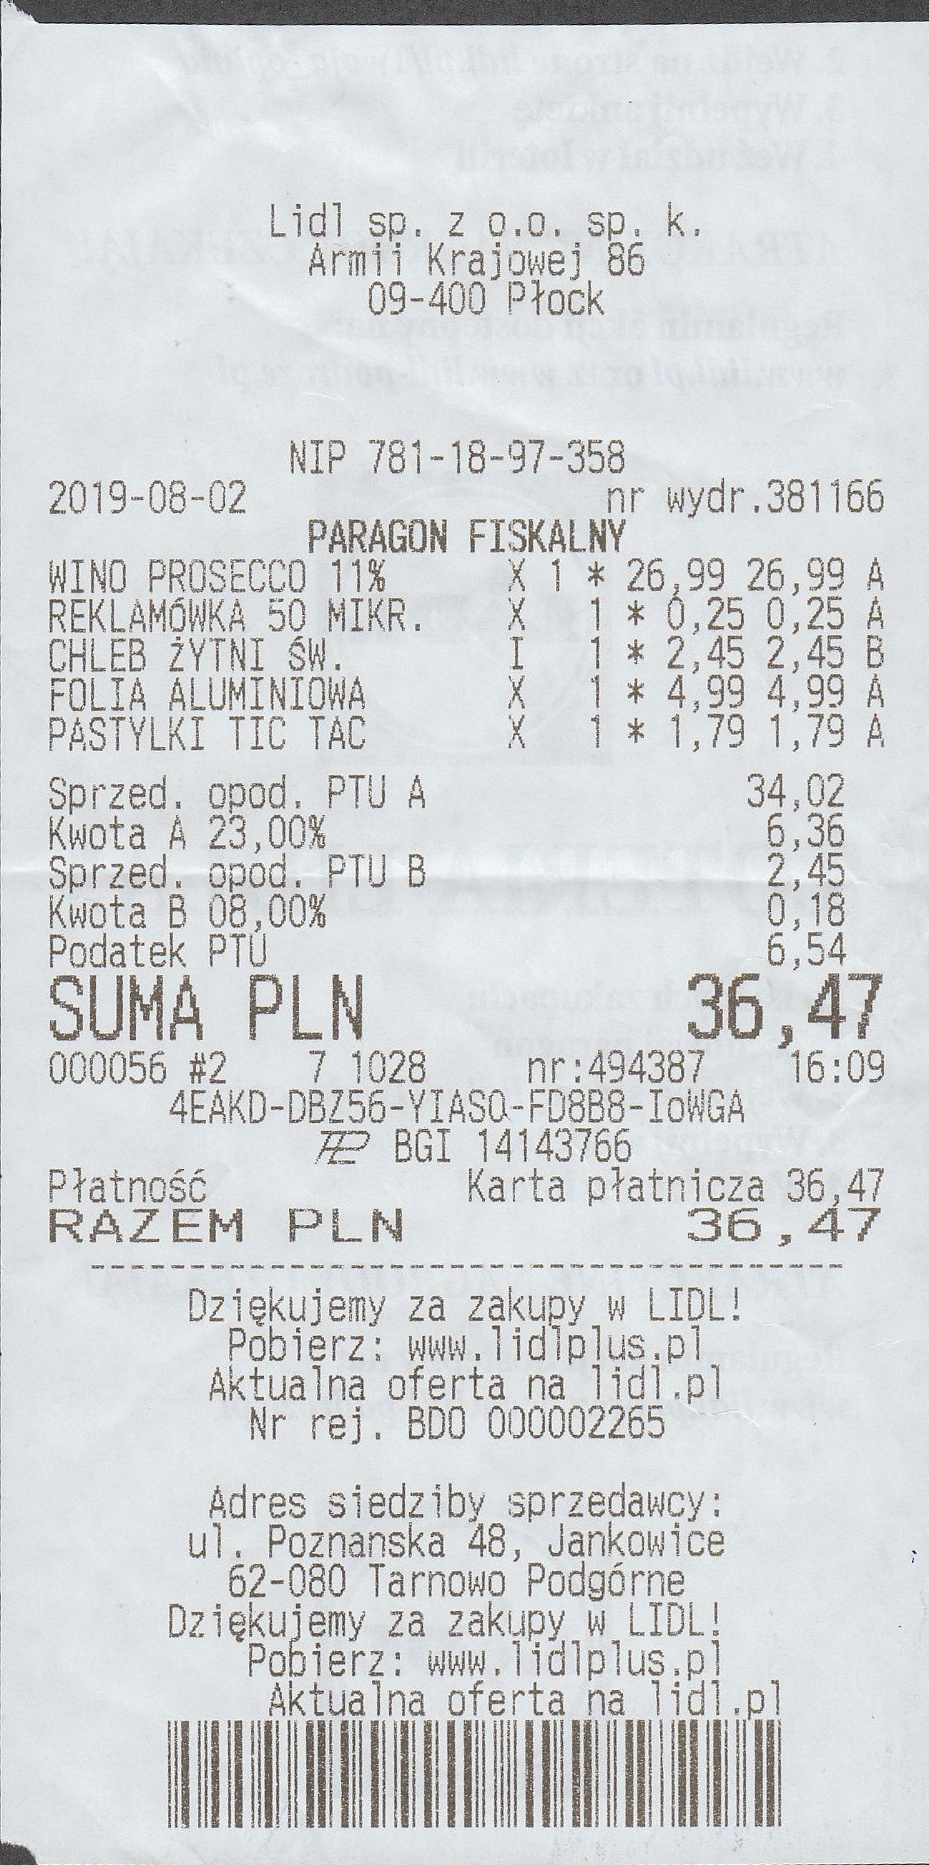 Lidl sp. z o.o. sp. k.
Armii Krajowej 86
09-400 Płock
NIP 781-18-97-358
2019-08-02 nr wydr.381166
PARAGON FISKALNY
WINO PROSECCO 11% X 1 * 26,99 26,99 A
REKLAMÓWKA 50 MIKR. X 1 * 0,25 0,25 A
CHLEB ŻYTNI ŚW. I 1 * 2,45 2,45 B
FOLIA ALUMINIOWA X 1 * 4,99 4,99 A
PASTYLKI TIC TAC X 1 * 1,79 1,79 A
Sprzed. opod. PTU A 34,02
Kwota A 23,00% 6,36
Sprzed. opod. PTU B 2,45
Kwota B 08,00% 0,18
Podatek PTU 6,54
SUMA PLN 36,47
000056 #2 7 1028 nr:494387 16:09
4EAKD-DBZ56-YIASQ-FD8B8-IoWGA
BGI 14143766
Płatność Karta płatnicza 36,47
RAZEM PLN 36,47
Dziękujemy za zakupy w LIDL!
Pobierz: www.lidlplus.pl
Aktualna oferta na lidl.pl
Nr rej. BDO 000002265
Adres siedziby sprzedawcy:
ul. Poznanska 48, Jankowice
62-080 Tarnowo Podgórne
Dziękujemy za zakupy w LIDL!
Pobierz: www.lidlplus.pl
Aktualna oferta na lidl.pl